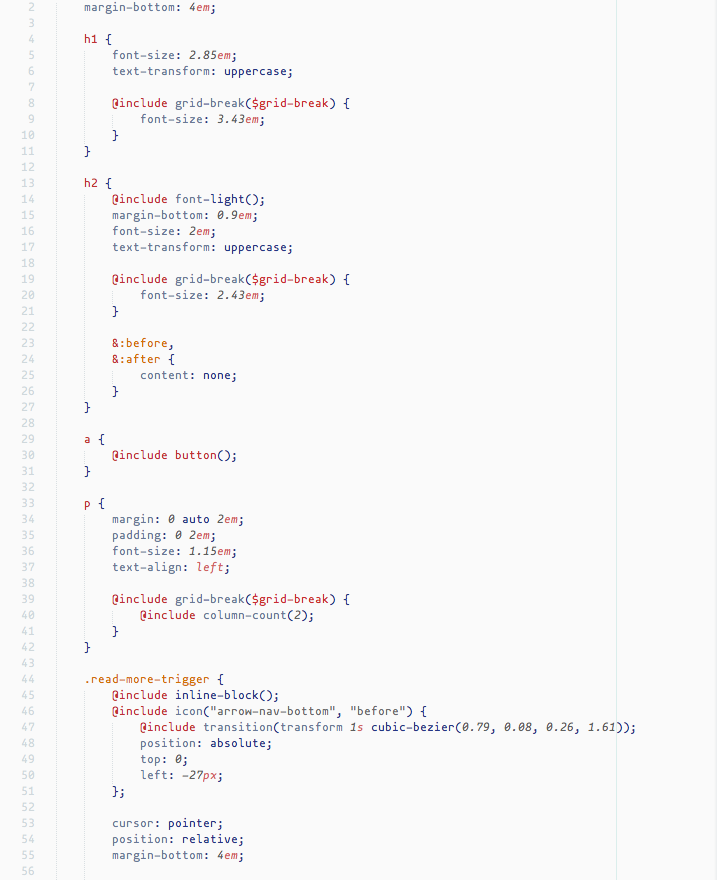 2 margin-bottom: 4em;
3
4 h1 {
5 font-size: 2.85em;
6 text-transform: uppercase;
7
8 @include grid-break($grid-break) {
9 font-size: 3.43em;
10 }
11 }
12
13 h2 {
14 @include font-light();
15 margin-bottom: 0.9em;
16 font-size: 2em;
17 text-transform: uppercase;
18
19 @include grid-break($grid-break) {
20 font-size: 2.43em;
21 }
22
23 &:before,
24 &:after {
25 content: none;
26 }
27 }
28
29 a {
30 @include button();
31 }
32
33 p {
34 margin: 0 auto 2em;
35 padding: 0 2em;
36 font-size: 1.15em;
37 text-align: left;
38
39 @include grid-break($grid-break) {
40 @include column-count(2);
41 }
42 }
43
44 .read-more-trigger {
45 @include inline-block();
46 @include icon("arrow-nav-bottom", "before") {
47 @include transition(transform 1s cubic-bezier(0.79, 0.08, 0.26, 1.61));
48 position: absolute;
49 top: 0;
50 left: -27px;
51 };
52
53 cursor: pointer;
54 position: relative;
55 margin-bottom: 4em;
56